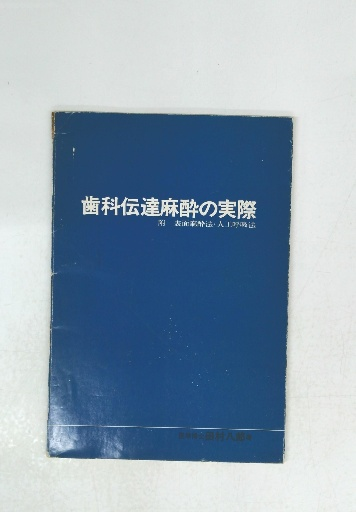 歯科伝達麻酔の実際
附 表面麻酔法・人工呼吸法